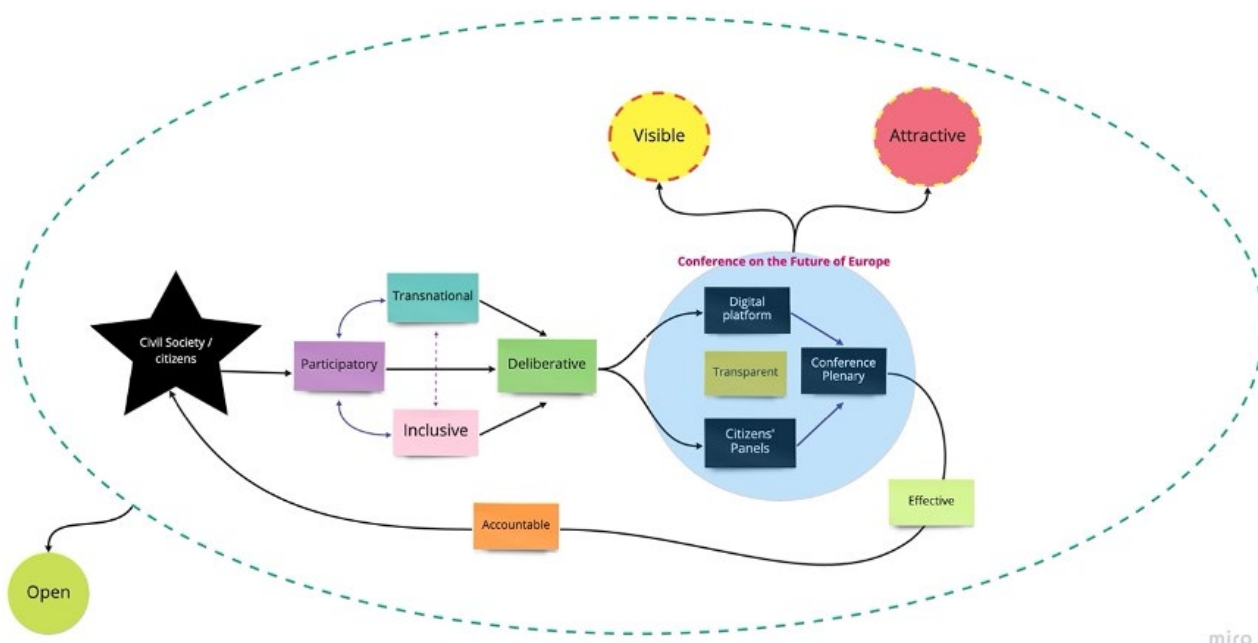 Visible
Attractive
Conference on the Future of Europe
Transnational
Digital
platform
Civil Society /
citizens
Participatory
Deliberative
Transparent
Conference
Plenary
Inclusive
Citizens'
Panels
Effective
Accountable
Open
miro